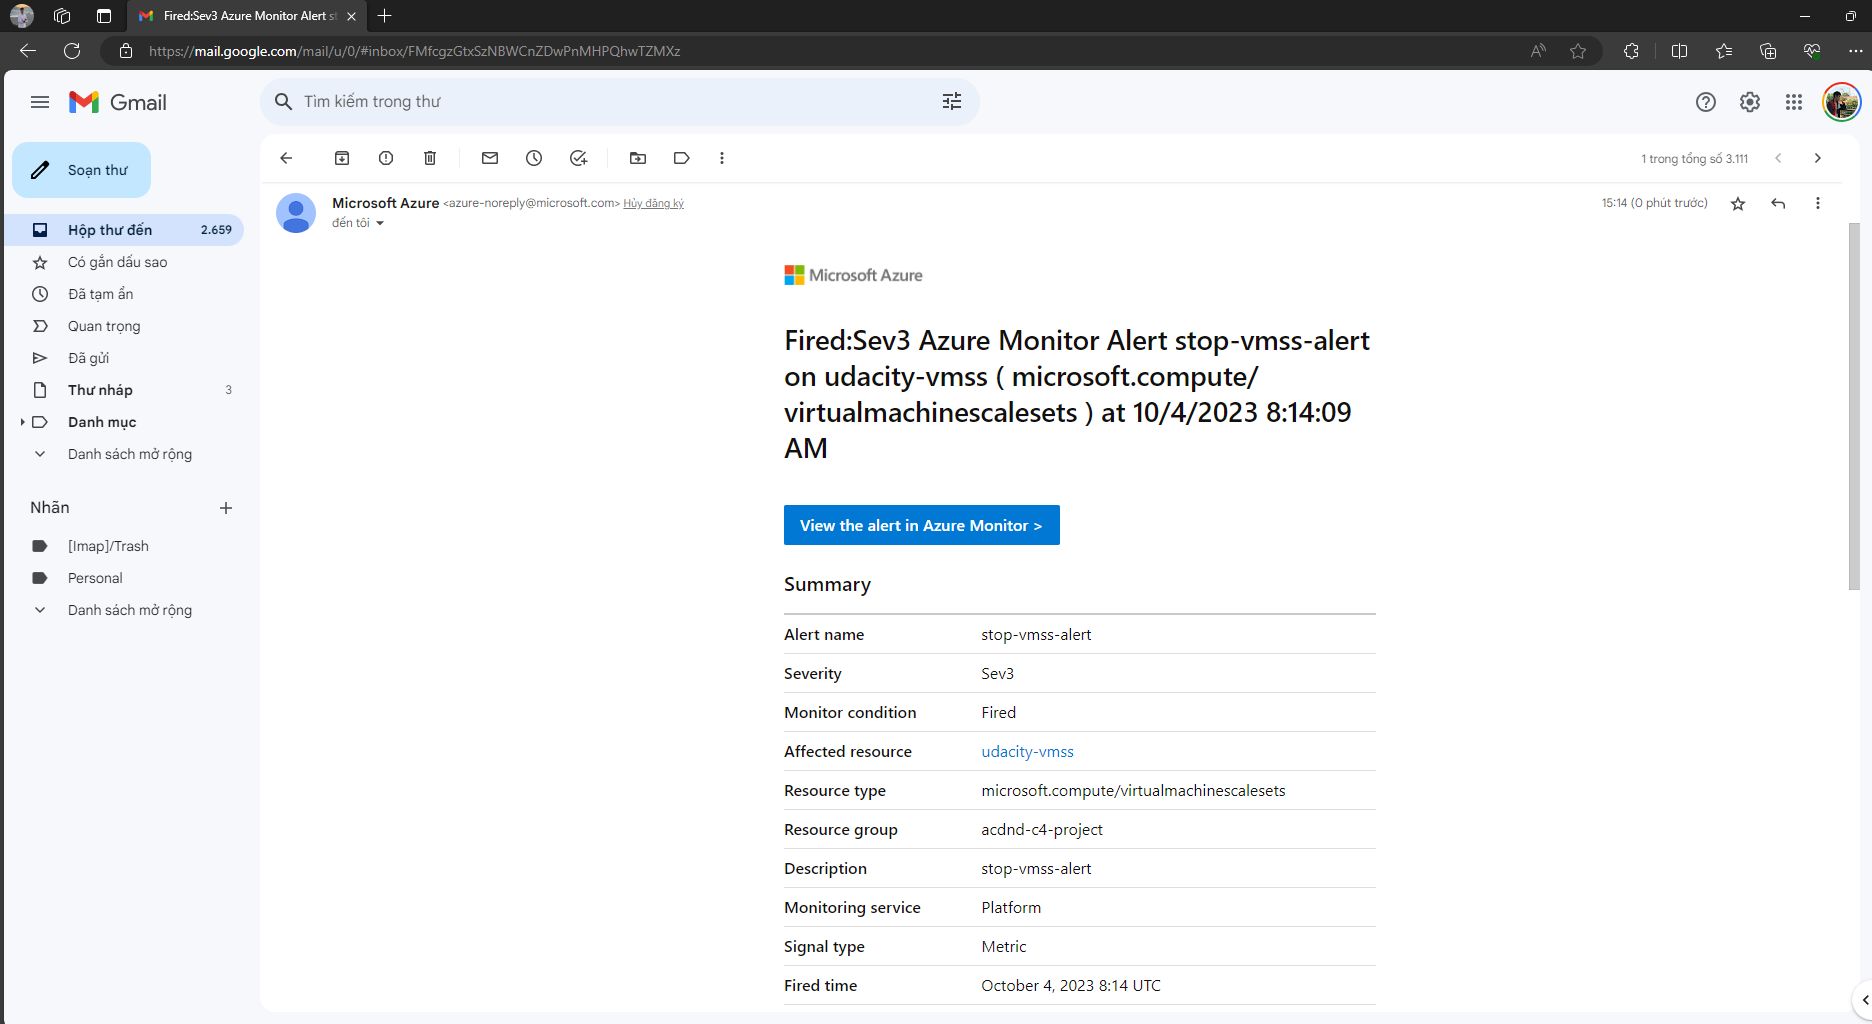 Fired:Sev3 Azure Monitor Alert st
https://mail.google.com/mail/u/0/#inbox/FMfcgzGtxSzNBWCnZDwPnMHPQhwTZMXz
Gmail
Tìm kiếm trong thư
Soạn thư
1 trong tổng số 3.111
Hộp thư đến 2.659
Có gắn dấu sao
Đã tạm ẩn
Quan trọng
Đã gửi
Thư nháp 3
Danh mục
Danh sách mở rộng
Nhãn
[Imap]/Trash
Personal
Danh sách mở rộng
Microsoft Azure <azure-noreply@microsoft.com> Hủy đăng ký
15:14 (0 phút trước)
đến tôi
Microsoft Azure
Fired:Sev3 Azure Monitor Alert stop-vmss-alert
on udacity-vmss ( microsoft.compute/
virtualmachinescalesets ) at 10/4/2023 8:14:09
AM
View the alert in Azure Monitor >
Summary
Alert name stop-vmss-alert
Severity Sev3
Monitor condition Fired
Affected resource udacity-vmss
Resource type microsoft.compute/virtualmachinescalesets
Resource group acdnd-c4-project
Description stop-vmss-alert
Monitoring service Platform
Signal type Metric
Fired time October 4, 2023 8:14 UTC